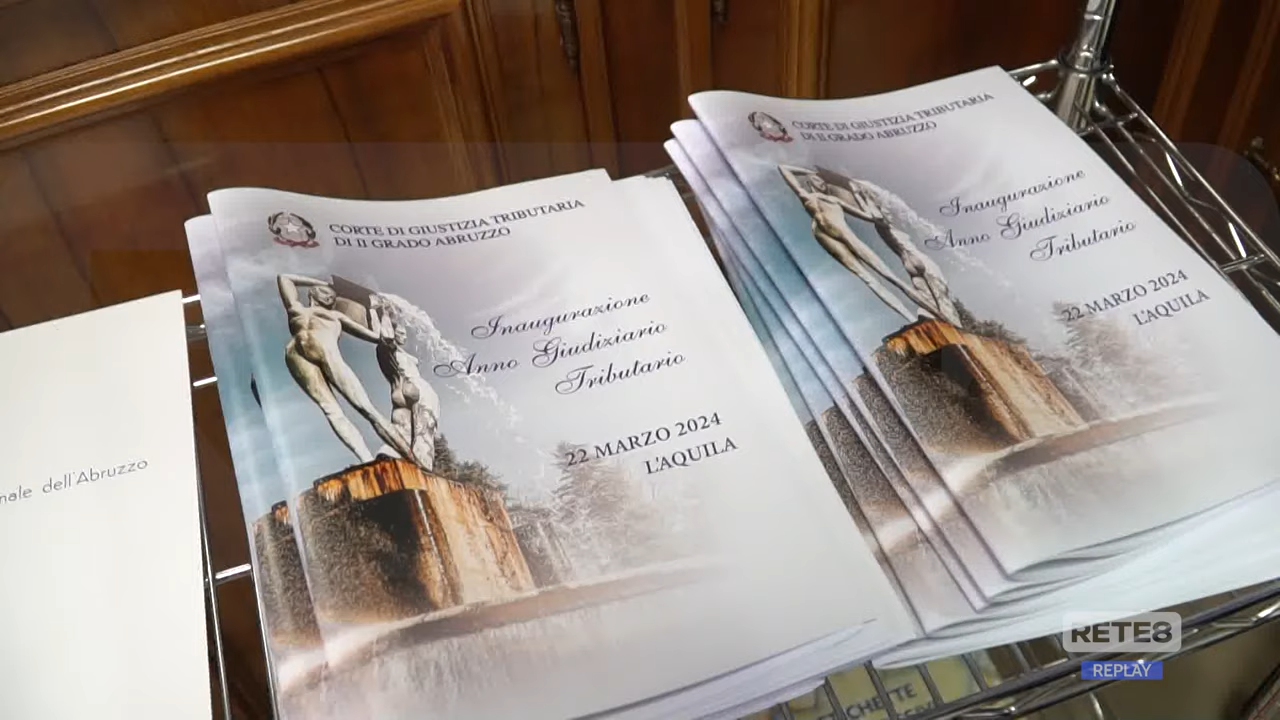 CORTE DI GIUSTIZIA TRIBUTARIA
DI II GRADO ABRUZZO
Inaugurazione
Anno Giudiziario
Tributario
22 MARZO 2024
L'AQUILA
CORTE DI GIUSTIZIA TRIBUTARIA
DI II GRADO ABRUZZO
Inaugurazione
Anno Giudiziario
Tributario
22 MARZO 2024
L'AQUILA
nale dell'Abruzzo
RETE8
REPLAY